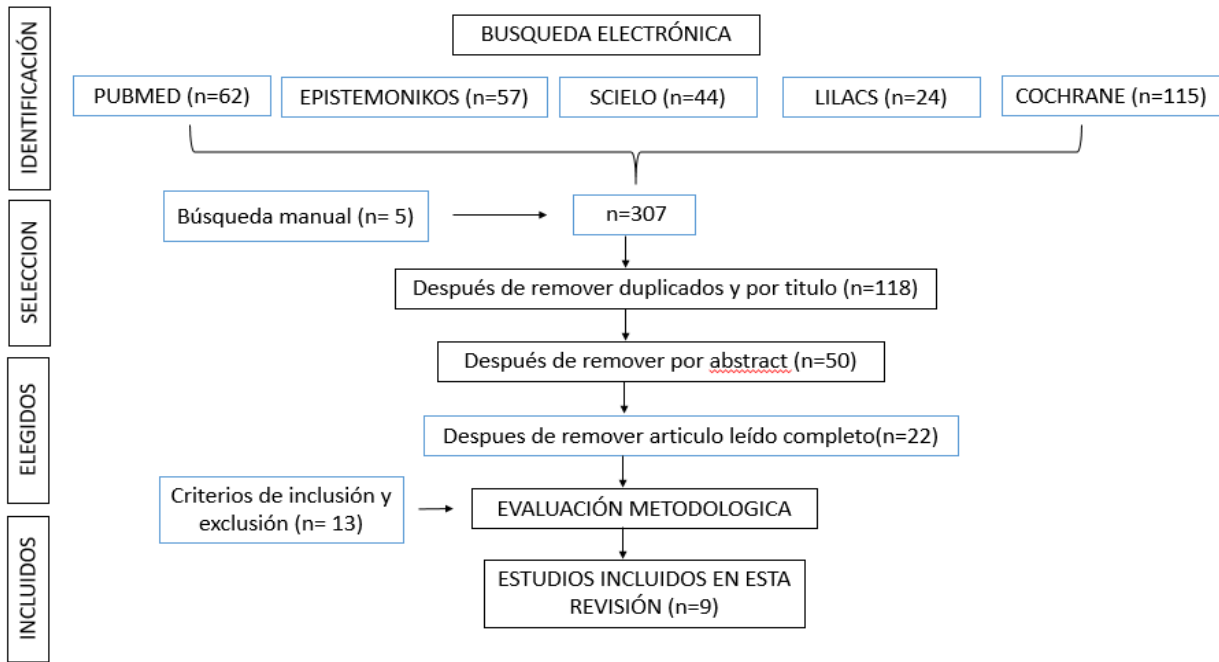 IDENTIFICACIÓN
BUSQUEDA ELECTRÓNICA
PUBMED (n=62)
EPISTEMONIKOS (n=57)
SCIELO (n=44)
LILACS (n=24)
COCHRANE (n=115)
SELECCION
Búsqueda manual (n= 5)
n=307
Después de remover duplicados y por titulo (n=118)
Después de remover por abstract (n=50)
ELEGIDOS
Despues de remover articulo leído completo(n=22)
Criterios de inclusión y
exclusión (n= 13)
EVALUACIÓN METODOLOGICA
INCLUIDOS
ESTUDIOS INCLUIDOS EN ESTA
REVISIÓN (n=9)